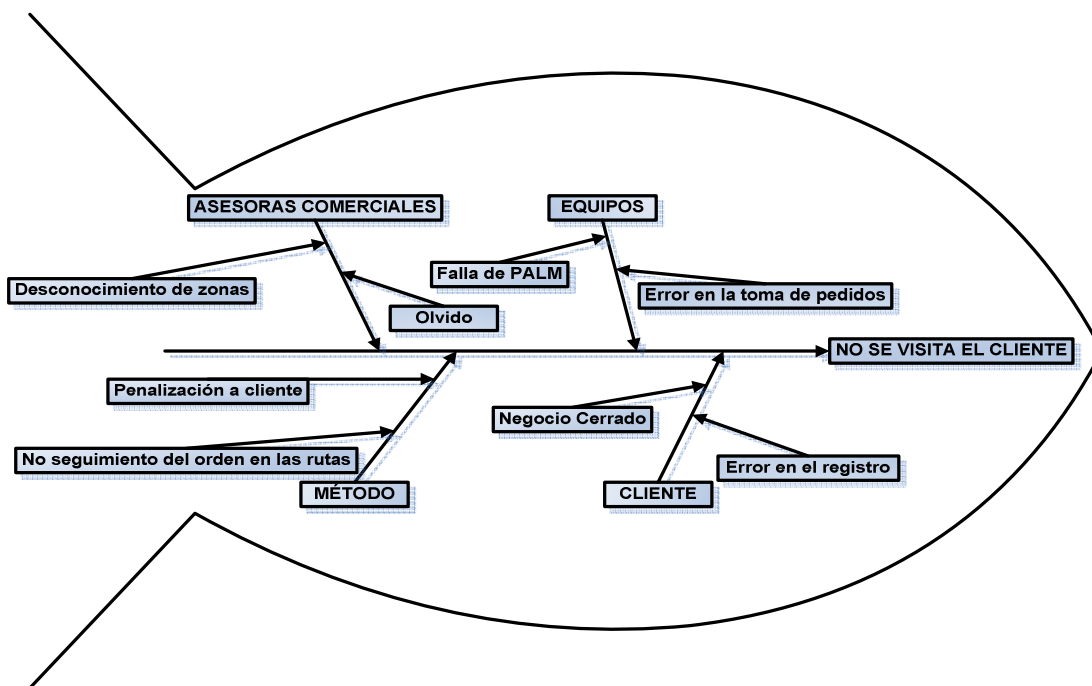 ASESORAS COMERCIALES
EQUIPOS
Falla de PALM
Desconocimiento de zonas
Error en la toma de pedidos
Olvido
NO SE VISITA EL CLIENTE
Penalización a cliente
Negocio Cerrado
No seguimiento del orden en las rutas
Error en el registro
MÉTODO
CLIENTE